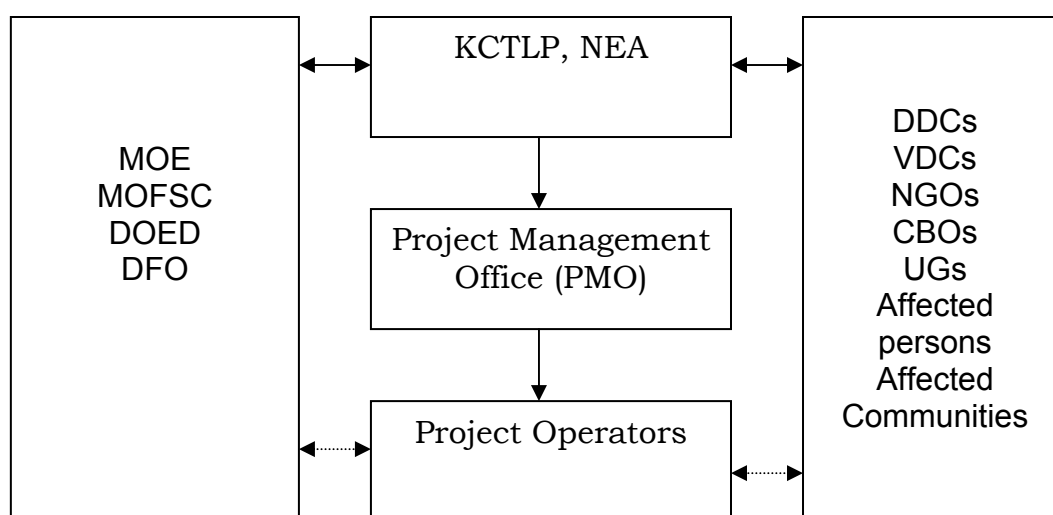 KCTLP, NEA
MOE
MOFSC
DOED
DFO
Project Management
Office (PMO)
Project Operators
DDCs
VDCs
NGOs
CBOs
UGs
Affected
persons
Affected
Communities